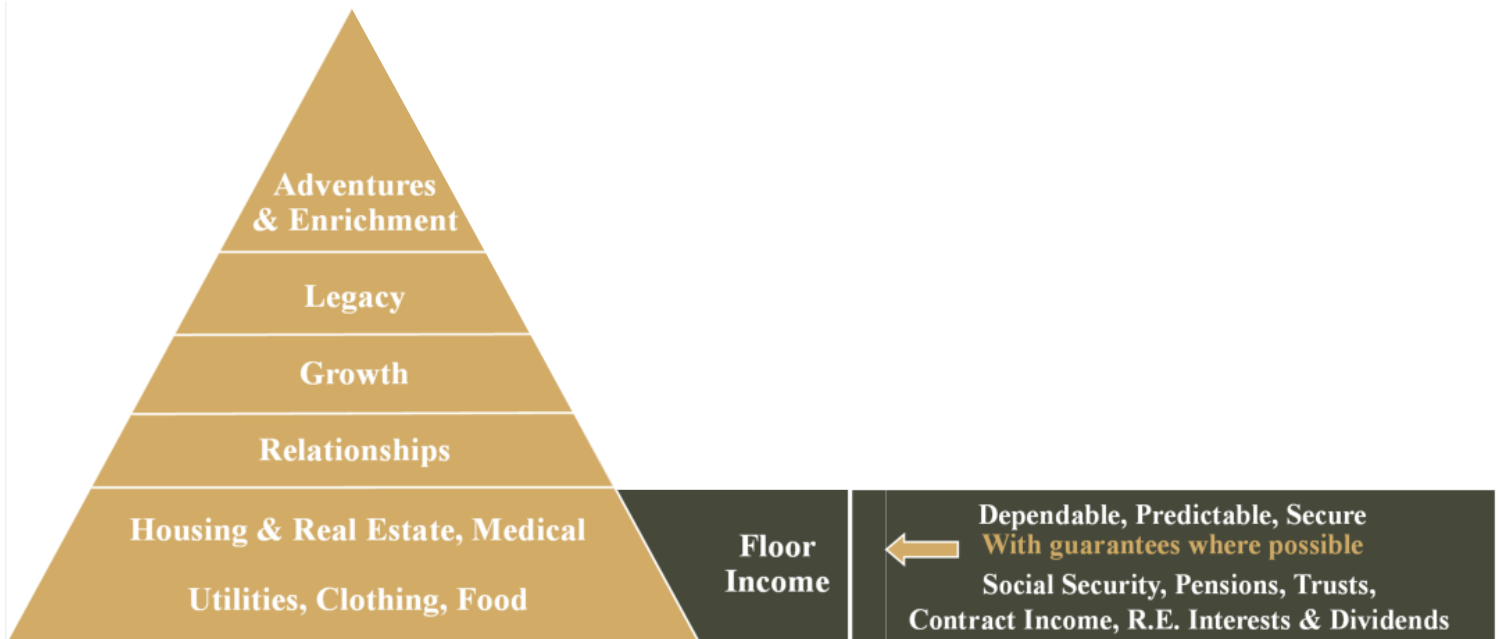 Adventures
& Enrichment
Legacy
Growth
Relationships
Housing & Real Estate, Medical
Utilities, Clothing, Food
Floor
Income
Dependable, Predictable, Secure
With guarantees where possible
Social Security, Pensions, Trusts,
Contract Income, R.E. Interests & Dividends